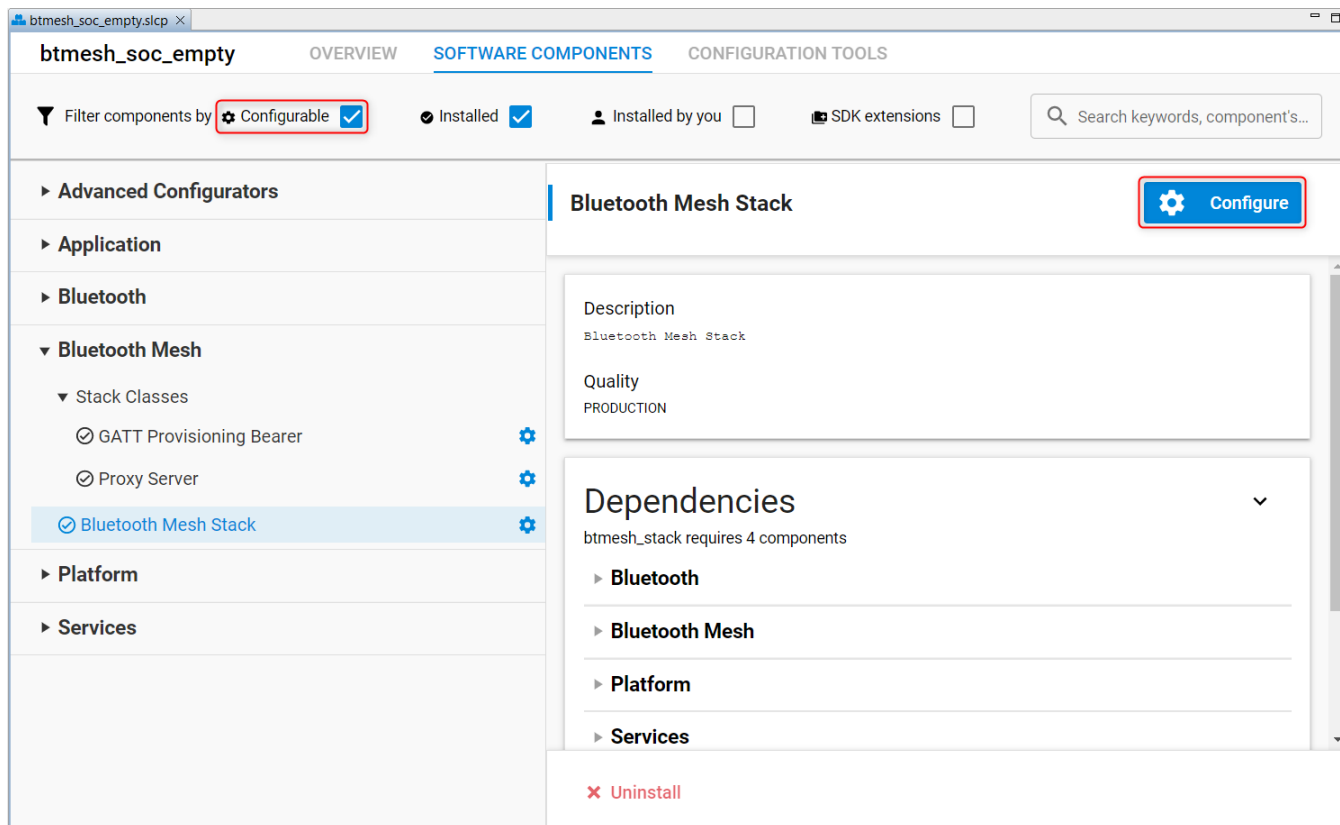 btmesh_soc_empty.slcp
btmesh_soc_empty OVERVIEW SOFTWARE COMPONENTS CONFIGURATION TOOLS
Filter components by Configurable Installed Installed by you SDK extensions Search keywords, component's...
Advanced Configurators
Application
Bluetooth
Bluetooth Mesh
Stack Classes
GATT Provisioning Bearer
Proxy Server
Bluetooth Mesh Stack
Platform
Services
Bluetooth Mesh Stack Configure
Description
Bluetooth Mesh Stack
Quality
PRODUCTION
Dependencies
btmesh_stack requires 4 components
Bluetooth
Bluetooth Mesh
Platform
Services
Uninstall